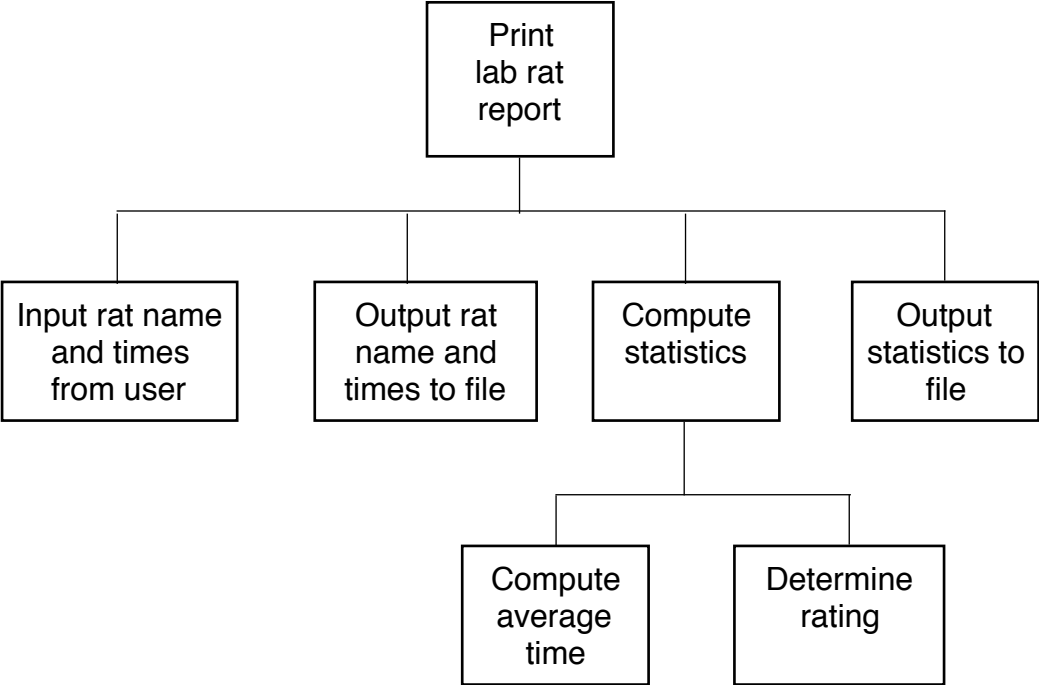 Print
lab rat
report
Input rat name
and times
from user
Output rat
name and
times to file
Compute
statistics
Output
statistics to
file
Compute
average
time
Determine
rating